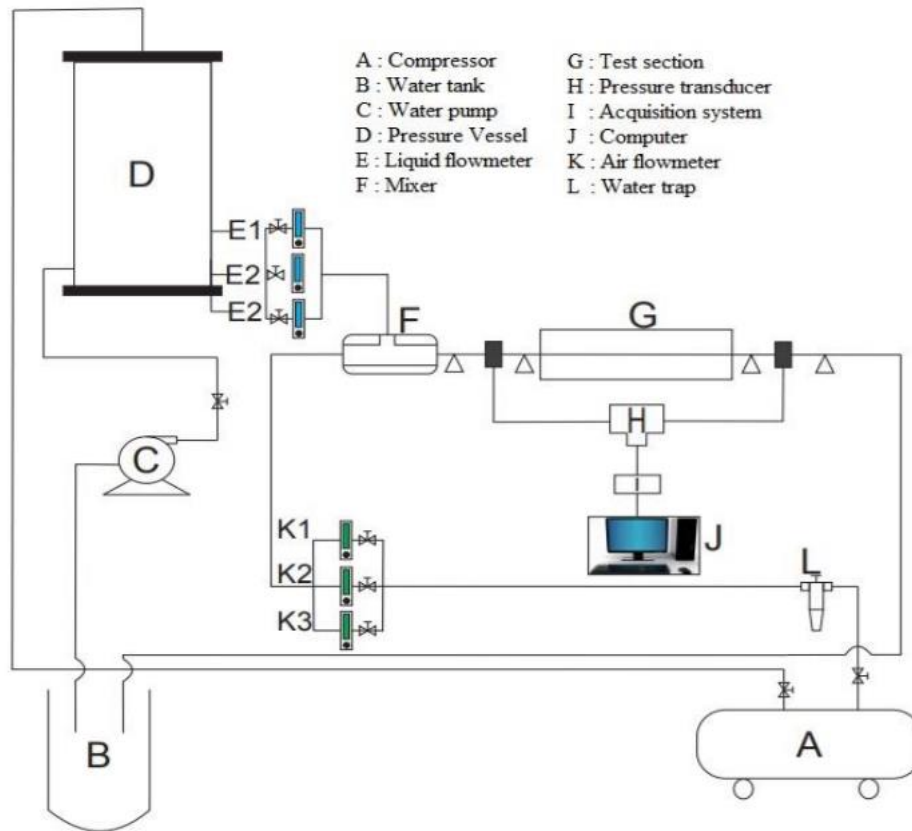 A : Compressor
B : Water tank
C : Water pump
D : Pressure Vessel
E : Liquid flowmeter
F : Mixer
G : Test section
H : Pressure transducer
I : Acquisition system
J : Computer
K : Air flowmeter
L : Water trap
D
E1
E2
E2
F
G
H
I
J
C
K1
K2
K3
L
B
A